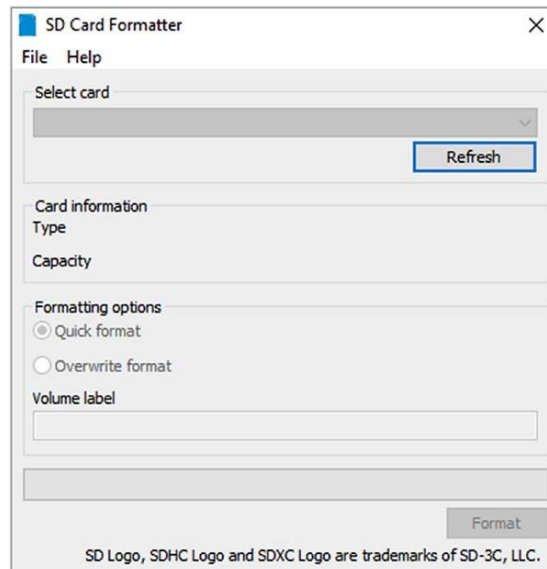 SD Card Formatter
File Help
Select card
Refresh
Card information
Type
Capacity
Formatting options
Quick format
Overwrite format
Volume label
Format
SD Logo, SDHC Logo and SDXC Logo are trademarks of SD-3C, LLC.